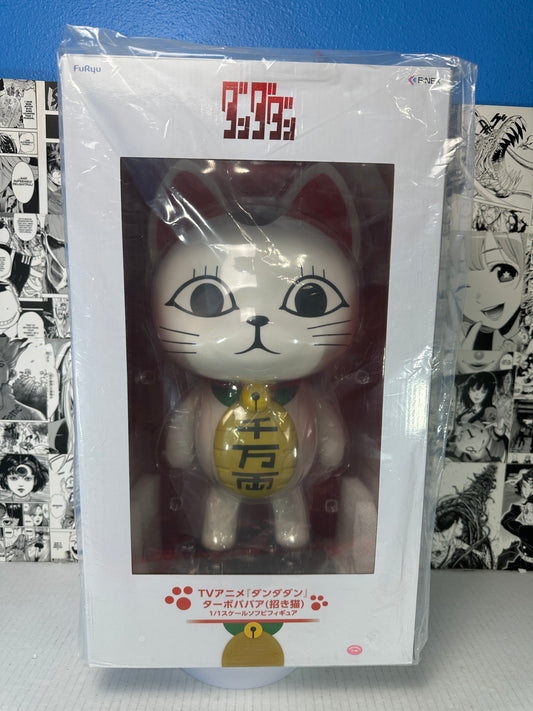 FuRyu
F:NEX
ダンダダン
千万両
TVアニメ『ダンダダン』
ターボババア(招き猫)
1/1スケールソフビフィギュア